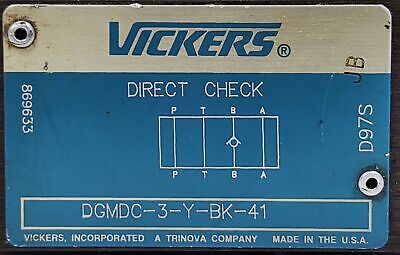 VICKERS®
JB
DIRECT CHECK
869633
P T B A
P T B A
D97S
DGMDC-3-Y-BK-41
VICKERS, INCORPORATED A TRINOVA COMPANY MADE IN THE U.S.A.